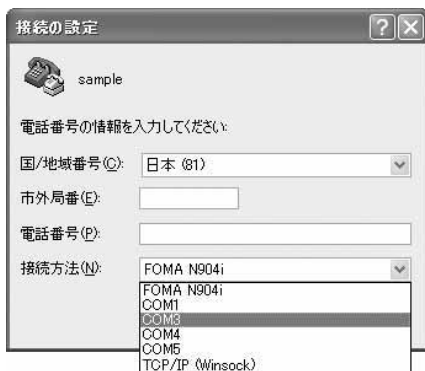 接続の設定
sample
電話番号の情報を入力してください:
国/地域番号(C): 日本 (81)
市外局番(E):
電話番号(P):
接続方法(N): FOMA N904i
FOMA N904i
COM1
COM3
COM4
COM5
TCP/IP (Winsock)